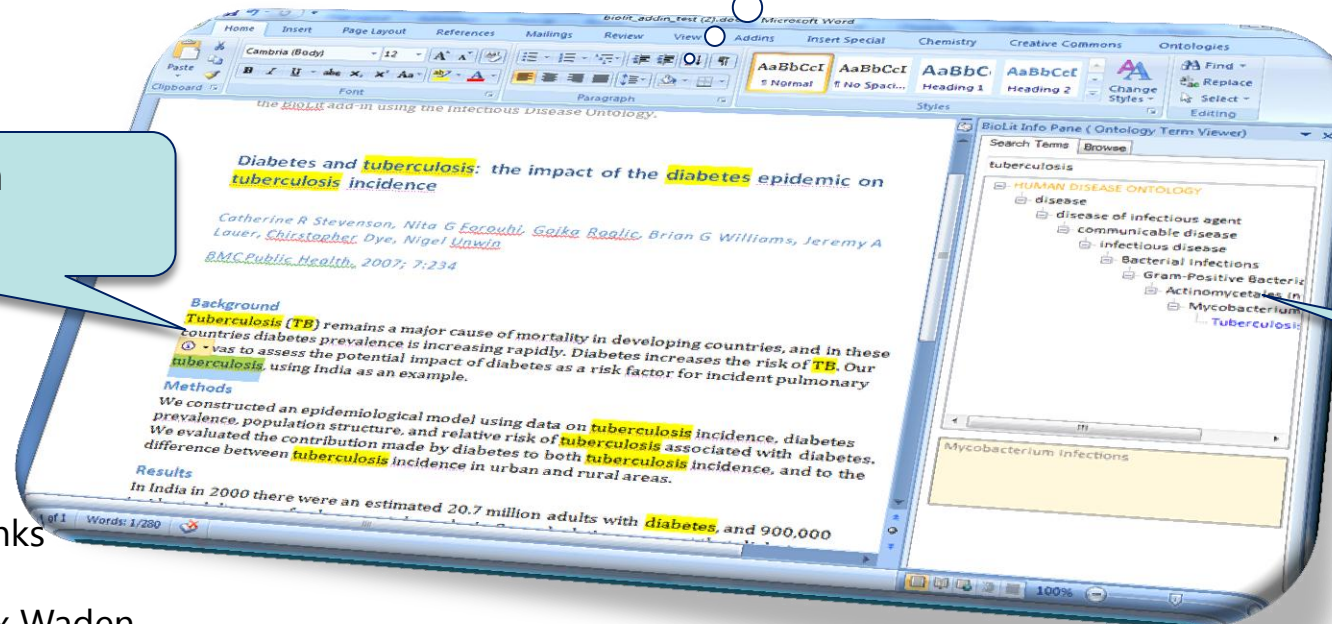 biolit_addin_test (2).do Microsoft Word
Home Insert Page Layout References Mailings Review View Addins Insert Special Chemistry Creative Commons Ontologies
Cambria (Body) 12
Paste
B I U abe x, x' Aa
AaBbCcI AaBbCcI AaBbC AaBbCcI
¶ Normal ¶ No Spaci... Heading 1 Heading 2
Change Styles
Find
Replace
Select
Clipboard Font Paragraph Styles Editing
the BioLit add-in using the Infectious Disease Ontology.
Diabetes and tuberculosis: the impact of the diabetes epidemic on
tuberculosis incidence
Catherine R Stevenson, Nita G Forouhi, Gojka Roglic, Brian G Williams, Jeremy A
Lauer, Chirstopher Dye, Nigel Unwin
BMC Public Health, 2007; 7:234
Background
Tuberculosis (TB) remains a major cause of mortality in developing countries, and in these
countries diabetes prevalence is increasing rapidly. Diabetes increases the risk of TB. Our
was to assess the potential impact of diabetes as a risk factor for incident pulmonary
tuberculosis, using India as an example.
Methods
We constructed an epidemiological model using data on tuberculosis incidence, diabetes
prevalence, population structure, and relative risk of tuberculosis associated with diabetes.
We evaluated the contribution made by diabetes to both tuberculosis incidence, and to the
difference between tuberculosis incidence in urban and rural areas.
Results
In India in 2000 there were an estimated 20.7 million adults with diabetes, and 900,000
of 1 Words: 1/280
BioLit Info Pane ( Ontology Term Viewer)
Search Terms Browse
tuberculosis
HUMAN DISEASE ONTOLOGY
disease
disease of infectious agent
communicable disease
infectious disease
Bacterial Infections
Gram-Positive Bacteri
Actinomycetales in
Mycobacterium
Tuberculosi
Mycobacterium Infections
100%
nks
Waden